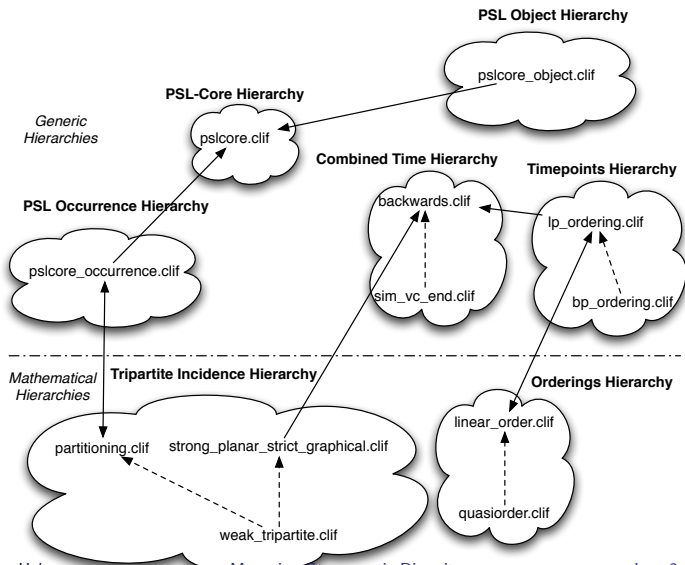 PSL Object Hierarchy
pslcore_object.clif
PSL-Core Hierarchy
Generic
Hierarchies
pslcore.clif
Combined Time Hierarchy
Timepoints Hierarchy
PSL Occurrence Hierarchy
backwards.clif
lp_ordering.clif
pslcore_occurrence.clif
sim_vc_end.clif
bp_ordering.clif
Mathematical
Hierarchies
Tripartite Incidence Hierarchy
Orderings Hierarchy
partitioning.clif
strong_planar_strict_graphical.clif
linear_order.clif
quasiorder.clif
weak_tripartite.clif